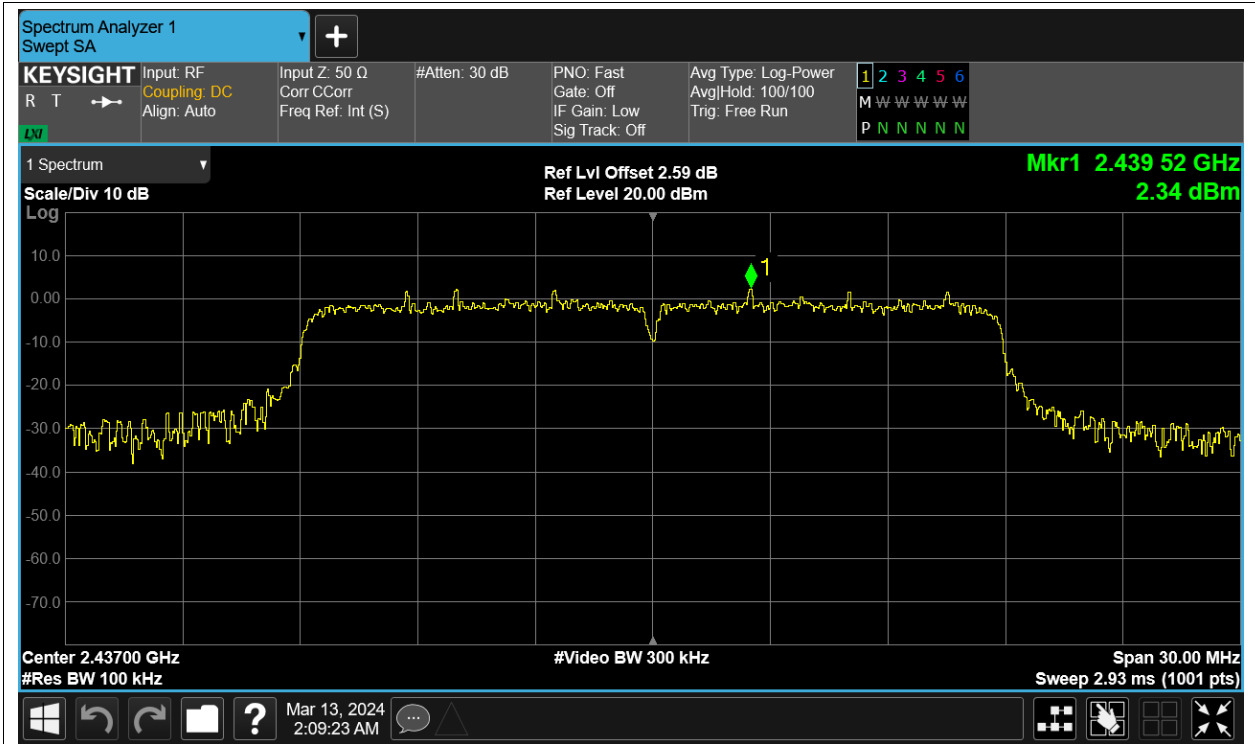 Spectrum Analyzer 1
Swept SA
KEYSIGHT
R T
LXI
Input: RF
Coupling: DC
Align: Auto
Input Z: 50 Ω
Corr CCorr
Freq Ref: Int (S)
#Atten: 30 dB
PNO: Fast
Gate: Off
IF Gain: Low
Sig Track: Off
Avg Type: Log-Power
Avg|Hold: 100/100
Trig: Free Run
1 2 3 4 5 6
M W W W W W
P N N N N N
1 Spectrum
Scale/Div 10 dB
Ref Lvl Offset 2.59 dB
Ref Level 20.00 dBm
Mkr1 2.439 52 GHz
2.34 dBm
Log
10.0
0.00
-10.0
-20.0
-30.0
-40.0
-50.0
-60.0
-70.0
1
Center 2.43700 GHz
#Video BW 300 kHz
Span 30.00 MHz
#Res BW 100 kHz
Sweep 2.93 ms (1001 pts)
?
Mar 13, 2024
2:09:23 AM